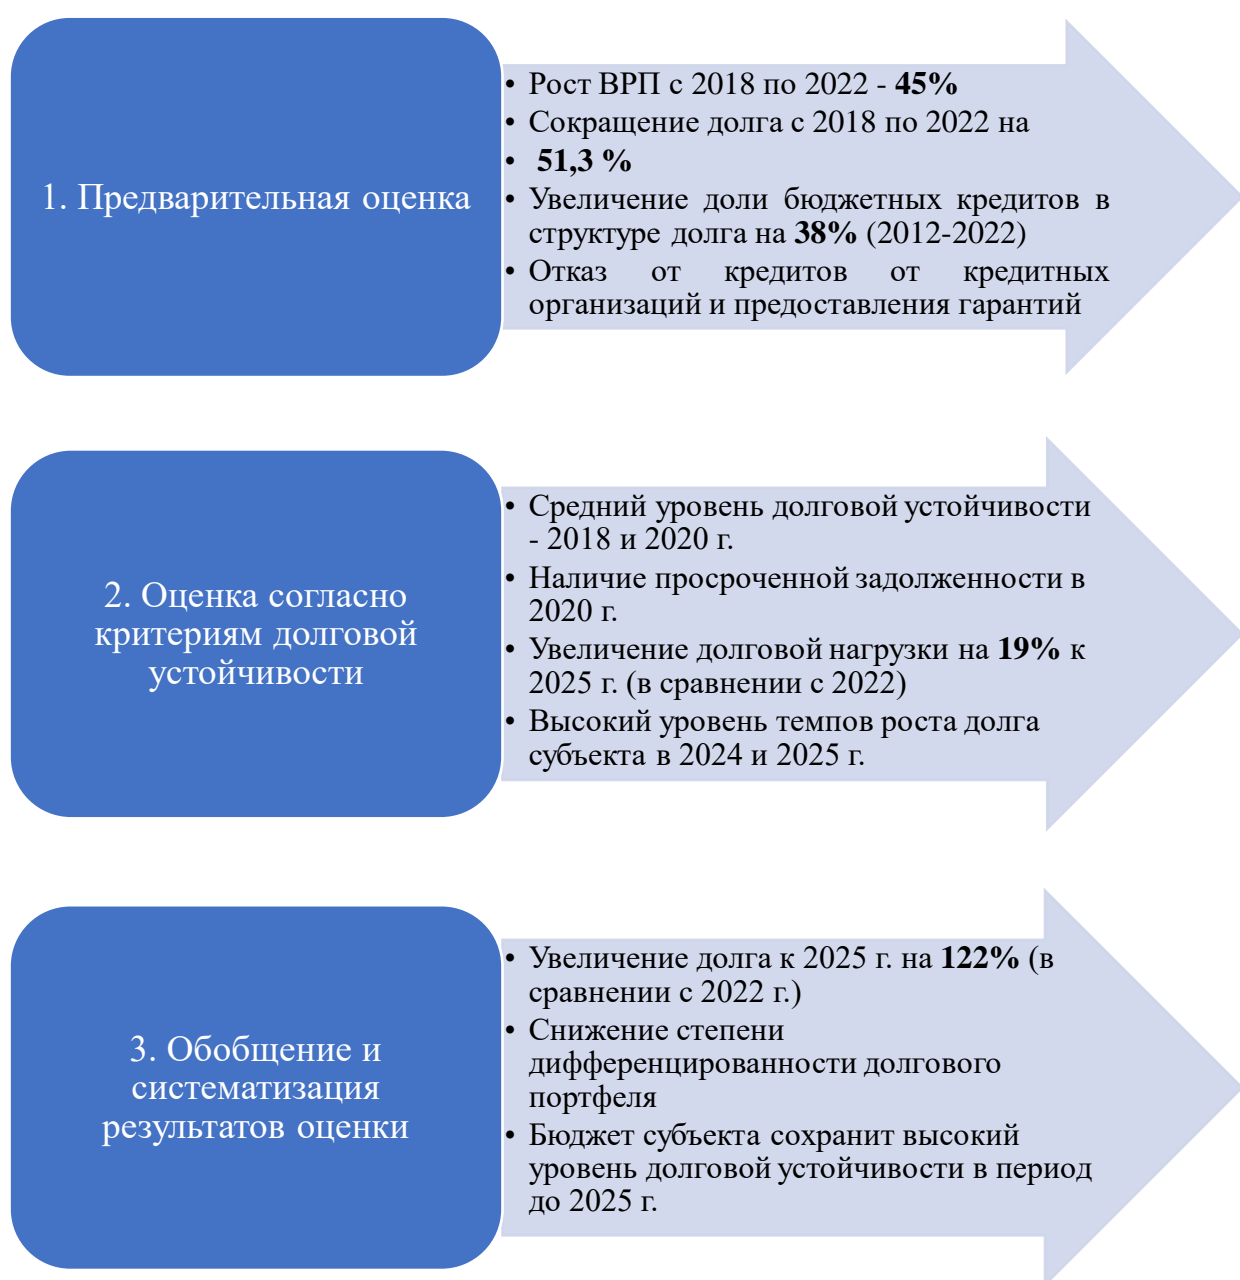 1. Предварительная оценка
• Рост ВРП с 2018 по 2022 - 45%
• Сокращение долга с 2018 по 2022 на
• 51,3 %
• Увеличение доли бюджетных кредитов в
структуре долга на 38% (2012-2022)
• Отказ от кредитов от кредитных
организаций и предоставления гарантий
2. Оценка согласно
критериям долговой
устойчивости
• Средний уровень долговой устойчивости
- 2018 и 2020 г.
• Наличие просроченной задолженности в
2020 г.
• Увеличение долговой нагрузки на 19% к
2025 г. (в сравнении с 2022)
• Высокий уровень темпов роста долга
субъекта в 2024 и 2025 г.
3. Обобщение и
систематизация
результатов оценки
• Увеличение долга к 2025 г. на 122% (в
сравнении с 2022 г.)
• Снижение степени
дифференцированности долгового
портфеля
• Бюджет субъекта сохранит высокий
уровень долговой устойчивости в период
до 2025 г.